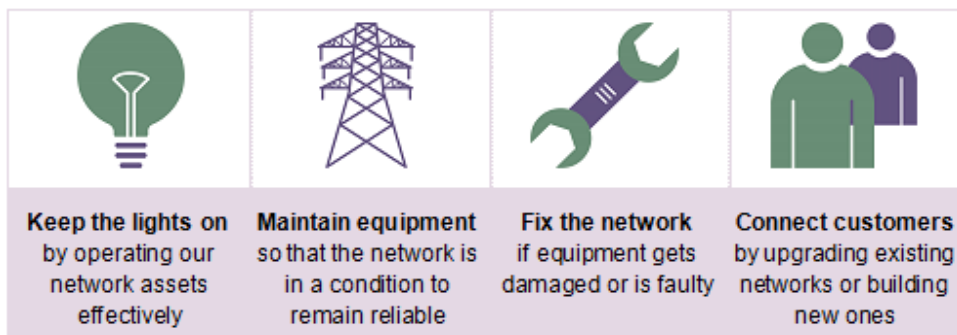 Keep the lights on
by operating our
network assets
effectively
Maintain equipment
so that the network is
in a condition to
remain reliable
Fix the network
if equipment gets
damaged or is faulty
Connect customers
by upgrading existing
networks or building
new ones